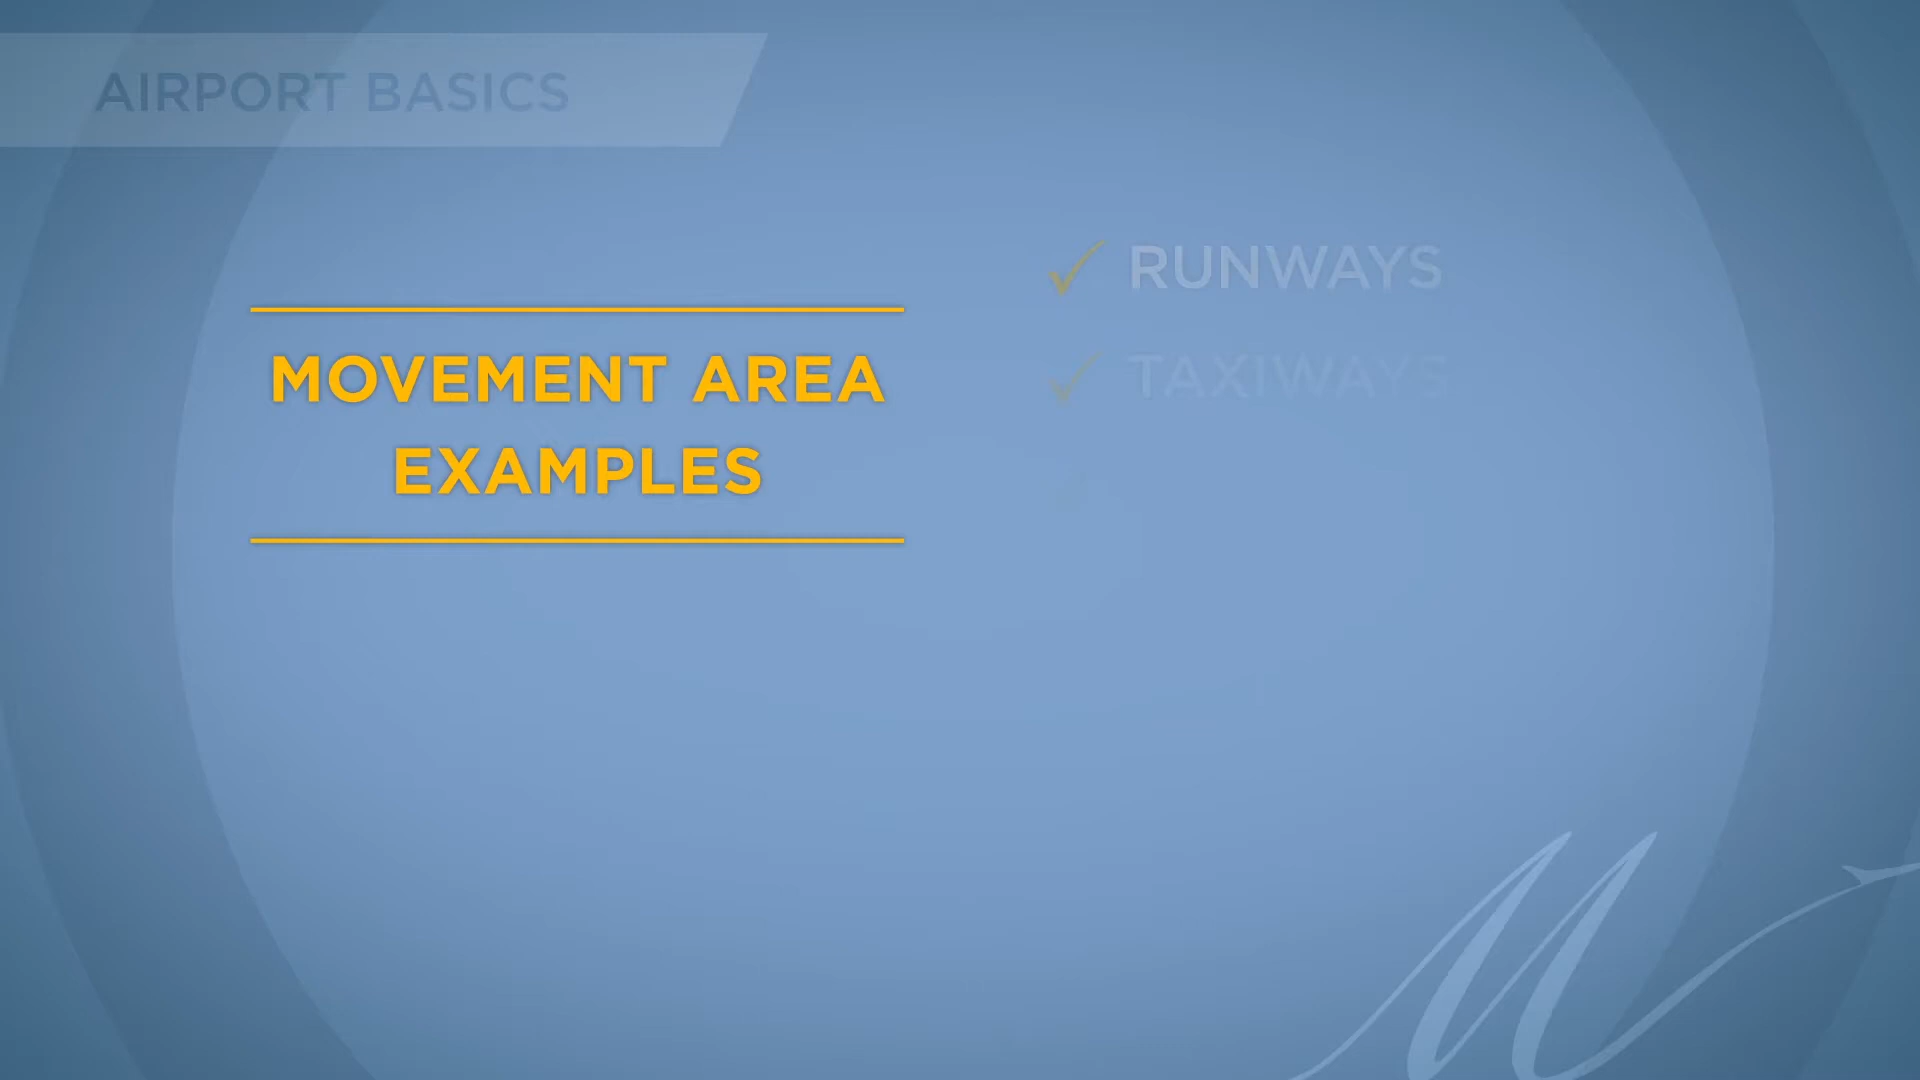 AIRPORT BASICS
MOVEMENT AREA
EXAMPLES
✓ RUNWAYS
✓ TAXIWAYS